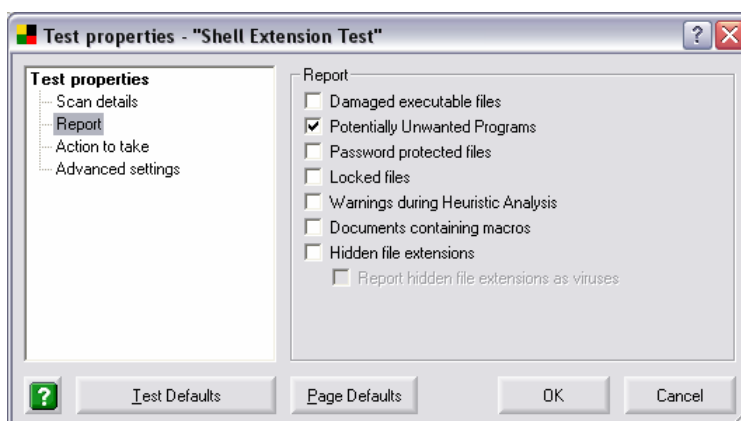 Test properties - "Shell Extension Test"
Test properties
Scan details
Report
Action to take
Advanced settings
Report
Damaged executable files
Potentially Unwanted Programs
Password protected files
Locked files
Warnings during Heuristic Analysis
Documents containing macros
Hidden file extensions
Report hidden file extensions as viruses
Test Defaults
Page Defaults
OK
Cancel